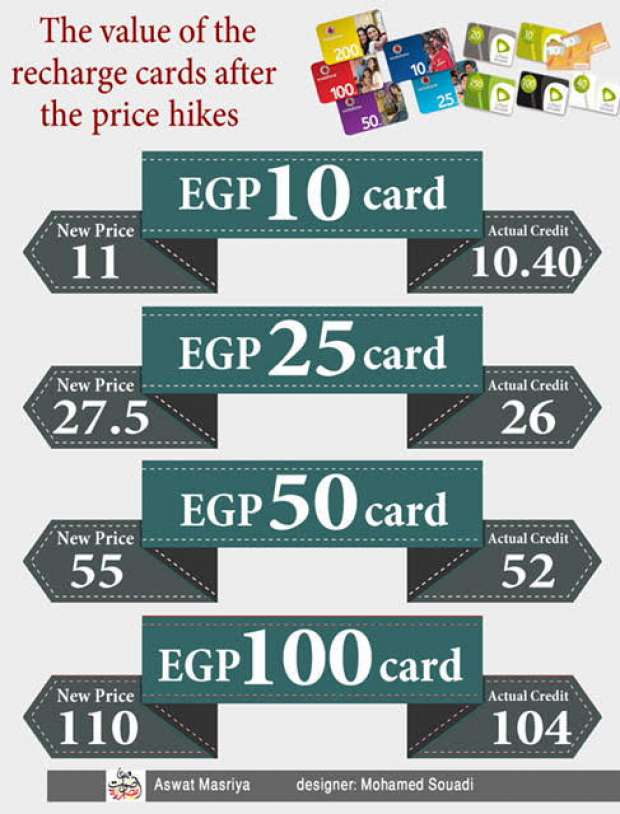 The value of the
recharge cards after
the price hikes
200
100
50
10
25
20
10
100
40
EGP 10 card
New Price
11
Actual Credit
10.40
EGP 25 card
New Price
27.5
Actual Credit
26
EGP 50 card
New Price
55
Actual Credit
52
EGP 100 card
New Price
110
Actual Credit
104
Aswat Masriya
designer: Mohamed Souadi